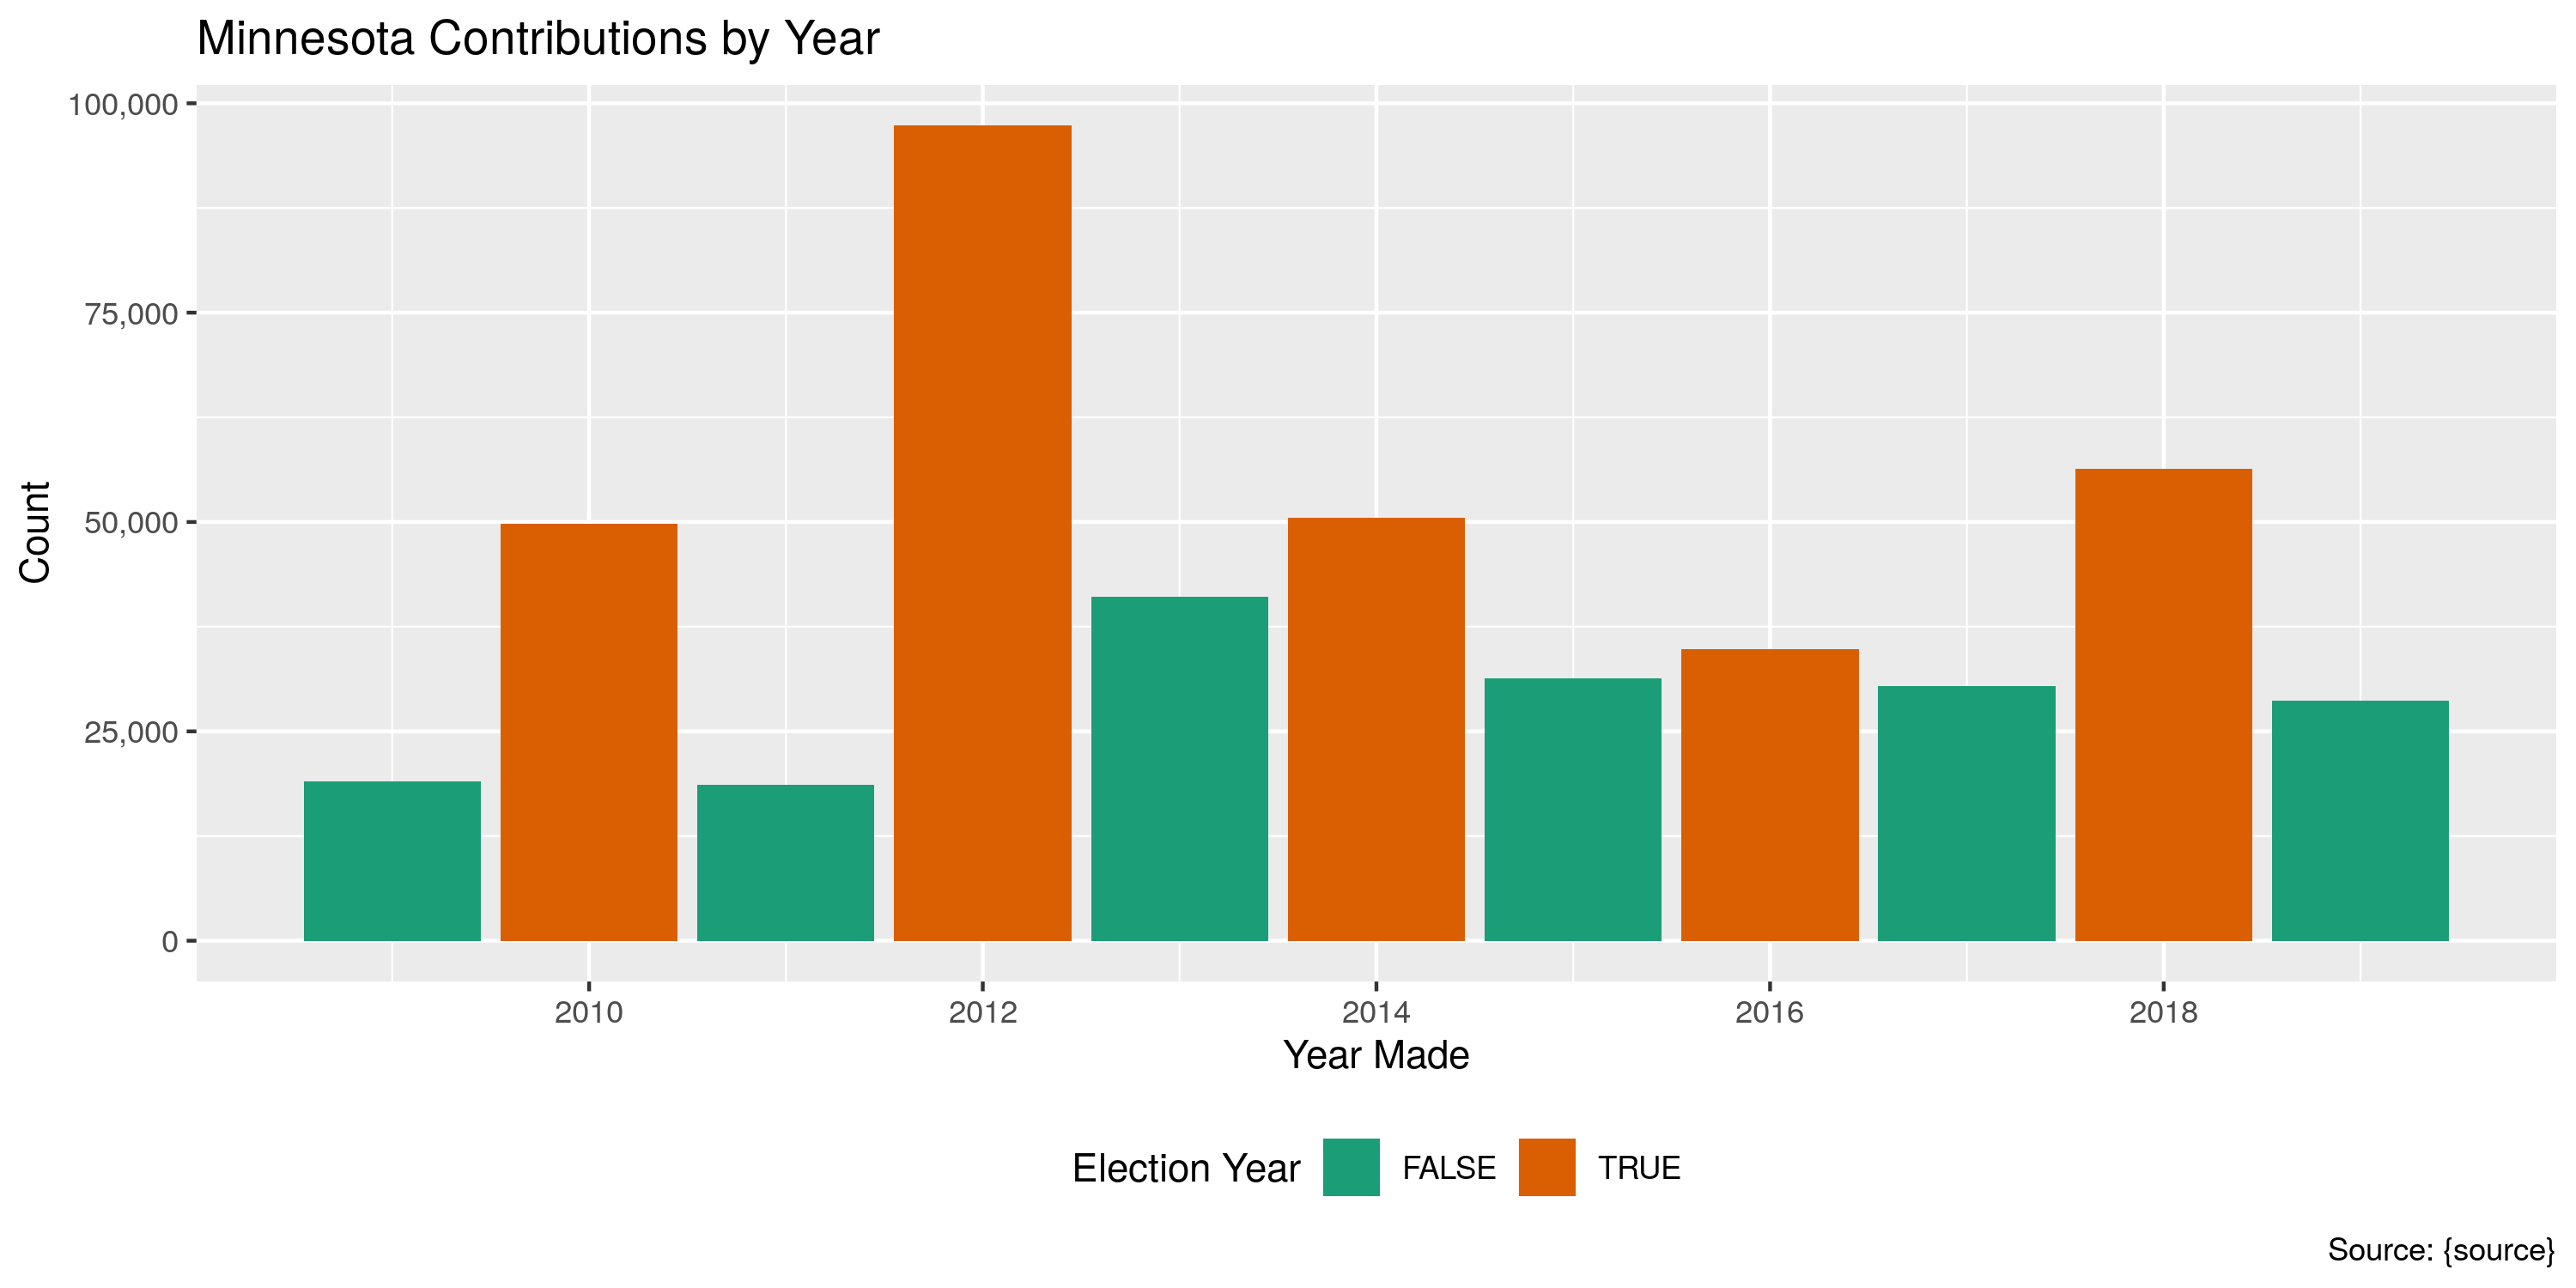 Minnesota Contributions by Year
100,000
75,000
50,000
25,000
0
Count
2010 2012 2014 2016 2018
Year Made
Election Year FALSE TRUE
Source: {source}